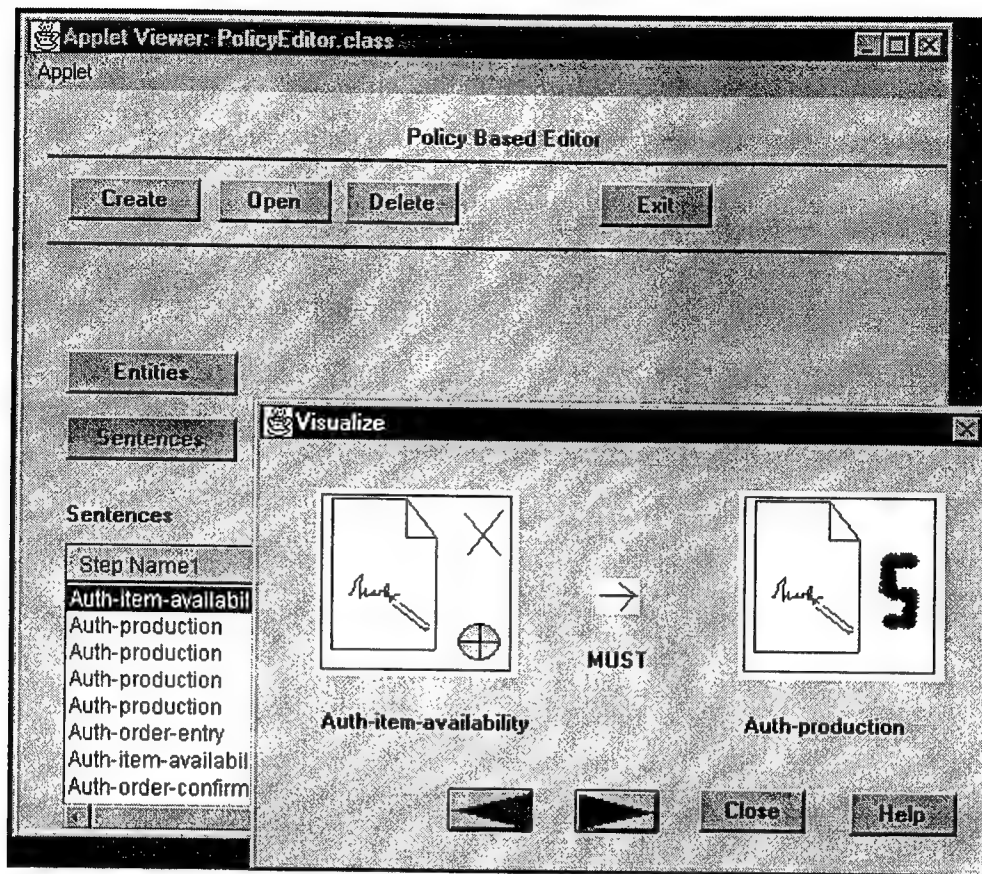 Applet Viewer: PolicyEditor.class
Applet
Policy Based Editor
Create Open Delete Exit
Entities
Sentences
Sentences
Step Name1
Auth-item-availabil
Auth-production
Auth-production
Auth-production
Auth-production
Auth-order-entry
Auth-item-availabil
Auth-order-confirm
Visualize
S
MUST
Auth-item-availability
Auth-production
Close Help